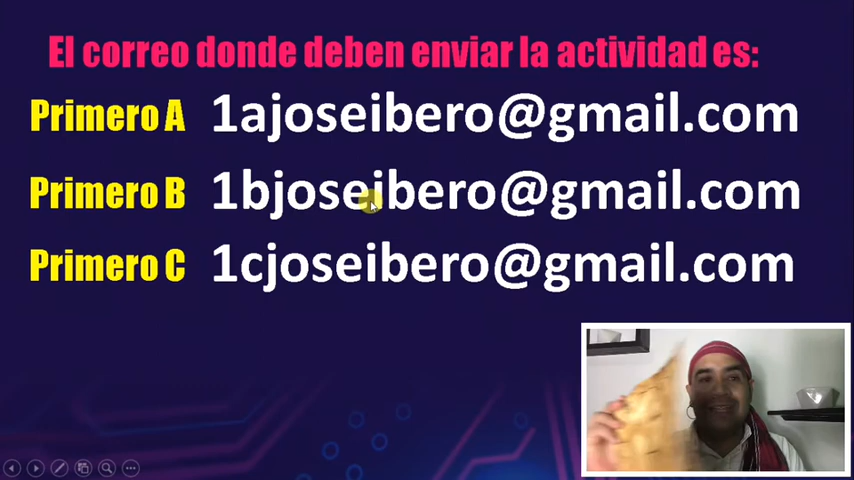 El correo donde deben enviar la actividad es:
Primero A 1ajoseibero@gmail.com
Primero B 1bjoseibero@gmail.com
Primero C 1cjoseibero@gmail.com